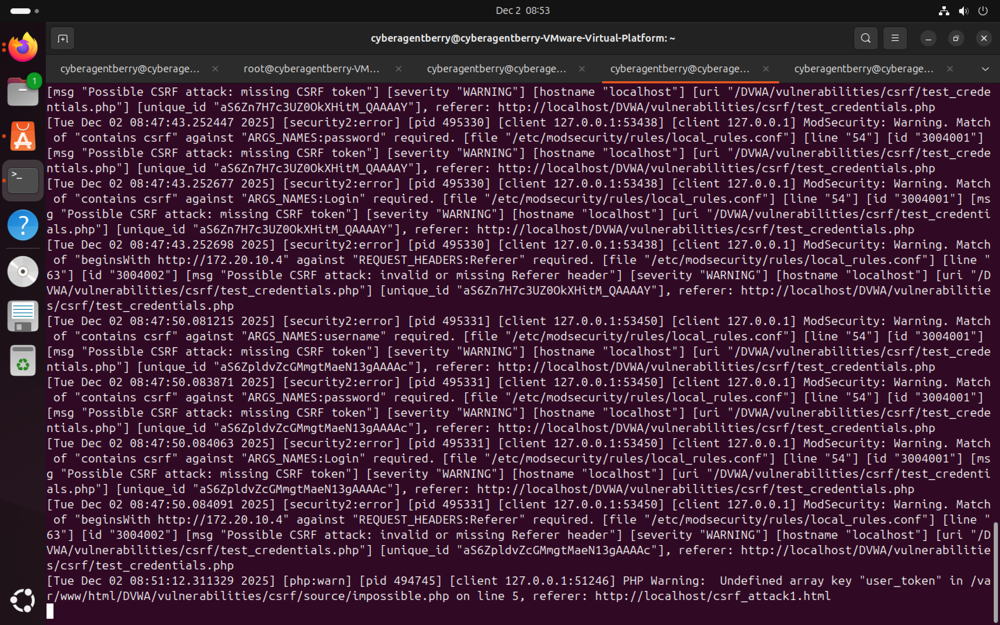 Dec 2 08:53
cyberagentberry@cyberagentberry-VMware-Virtual-Platform: ~
1
cyberagentberry@cyberage...
root@cyberagentberry-VM...
cyberagentberry@cyberage...
cyberagentberry@cyberage...
cyberagentberry@cyberage...
[msg "Possible CSRF attack: missing CSRF token"] [severity "WARNING"] [hostname "localhost"] [uri "/DVWA/vulnerabilities/csrf/test_crede
ntials.php"] [unique_id "aS6Zn7H7c3UZ0OkXHitM_QAAAAY"], referer: http://localhost/DVWA/vulnerabilities/csrf/test_credentials.php
[Tue Dec 02 08:47:43.252447 2025] [security2:error] [pid 495330] [client 127.0.0.1:53438] [client 127.0.0.1] ModSecurity: Warning. Match
 of "contains csrf" against "ARGS_NAMES:password" required. [file "/etc/modsecurity/rules/local_rules.conf"] [line "54"] [id "3004001"]
[msg "Possible CSRF attack: missing CSRF token"] [severity "WARNING"] [hostname "localhost"] [uri "/DVWA/vulnerabilities/csrf/test_crede
ntials.php"] [unique_id "aS6Zn7H7c3UZ0OkXHitM_QAAAAY"], referer: http://localhost/DVWA/vulnerabilities/csrf/test_credentials.php
[Tue Dec 02 08:47:43.252677 2025] [security2:error] [pid 495330] [client 127.0.0.1:53438] [client 127.0.0.1] ModSecurity: Warning. Match
 of "contains csrf" against "ARGS_NAMES:Login" required. [file "/etc/modsecurity/rules/local_rules.conf"] [line "54"] [id "3004001"] [ms
g "Possible CSRF attack: missing CSRF token"] [severity "WARNING"] [hostname "localhost"] [uri "/DVWA/vulnerabilities/csrf/test_credenti
als.php"] [unique_id "aS6Zn7H7c3UZ0OkXHitM_QAAAAY"], referer: http://localhost/DVWA/vulnerabilities/csrf/test_credentials.php
[Tue Dec 02 08:47:43.252698 2025] [security2:error] [pid 495330] [client 127.0.0.1:53438] [client 127.0.0.1] ModSecurity: Warning. Match
 of "beginsWith http://172.20.10.4" against "REQUEST_HEADERS:Referer" required. [file "/etc/modsecurity/rules/local_rules.conf"] [line "
63"] [id "3004002"] [msg "Possible CSRF attack: invalid or missing Referer header"] [severity "WARNING"] [hostname "localhost"] [uri "/D
VWA/vulnerabilities/csrf/test_credentials.php"] [unique_id "aS6Zn7H7c3UZ0OkXHitM_QAAAAY"], referer: http://localhost/DVWA/vulnerabilitie
s/csrf/test_credentials.php
[Tue Dec 02 08:47:50.081215 2025] [security2:error] [pid 495331] [client 127.0.0.1:53450] [client 127.0.0.1] ModSecurity: Warning. Match
 of "contains csrf" against "ARGS_NAMES:username" required. [file "/etc/modsecurity/rules/local_rules.conf"] [line "54"] [id "3004001"]
[msg "Possible CSRF attack: missing CSRF token"] [severity "WARNING"] [hostname "localhost"] [uri "/DVWA/vulnerabilities/csrf/test_crede
ntials.php"] [unique_id "aS6ZpldvZcGMmgtMaeN13gAAAAc"], referer: http://localhost/DVWA/vulnerabilities/csrf/test_credentials.php
[Tue Dec 02 08:47:50.083871 2025] [security2:error] [pid 495331] [client 127.0.0.1:53450] [client 127.0.0.1] ModSecurity: Warning. Match
 of "contains csrf" against "ARGS_NAMES:password" required. [file "/etc/modsecurity/rules/local_rules.conf"] [line "54"] [id "3004001"]
[msg "Possible CSRF attack: missing CSRF token"] [severity "WARNING"] [hostname "localhost"] [uri "/DVWA/vulnerabilities/csrf/test_crede
ntials.php"] [unique_id "aS6ZpldvZcGMmgtMaeN13gAAAAc"], referer: http://localhost/DVWA/vulnerabilities/csrf/test_credentials.php
[Tue Dec 02 08:47:50.084063 2025] [security2:error] [pid 495331] [client 127.0.0.1:53450] [client 127.0.0.1] ModSecurity: Warning. Match
 of "contains csrf" against "ARGS_NAMES:Login" required. [file "/etc/modsecurity/rules/local_rules.conf"] [line "54"] [id "3004001"] [ms
g "Possible CSRF attack: missing CSRF token"] [severity "WARNING"] [hostname "localhost"] [uri "/DVWA/vulnerabilities/csrf/test_credenti
als.php"] [unique_id "aS6ZpldvZcGMmgtMaeN13gAAAAc"], referer: http://localhost/DVWA/vulnerabilities/csrf/test_credentials.php
[Tue Dec 02 08:47:50.084091 2025] [security2:error] [pid 495331] [client 127.0.0.1:53450] [client 127.0.0.1] ModSecurity: Warning. Match
 of "beginsWith http://172.20.10.4" against "REQUEST_HEADERS:Referer" required. [file "/etc/modsecurity/rules/local_rules.conf"] [line "
63"] [id "3004002"] [msg "Possible CSRF attack: invalid or missing Referer header"] [severity "WARNING"] [hostname "localhost"] [uri "/D
VWA/vulnerabilities/csrf/test_credentials.php"] [unique_id "aS6ZpldvZcGMmgtMaeN13gAAAAc"], referer: http://localhost/DVWA/vulnerabilitie
s/csrf/test_credentials.php
[Tue Dec 02 08:51:12.311329 2025] [php:warn] [pid 494745] [client 127.0.0.1:51246] PHP Warning:  Undefined array key "user_token" in /va
r/www/html/DVWA/vulnerabilities/csrf/source/impossible.php on line 5, referer: http://localhost/csrf_attack1.html